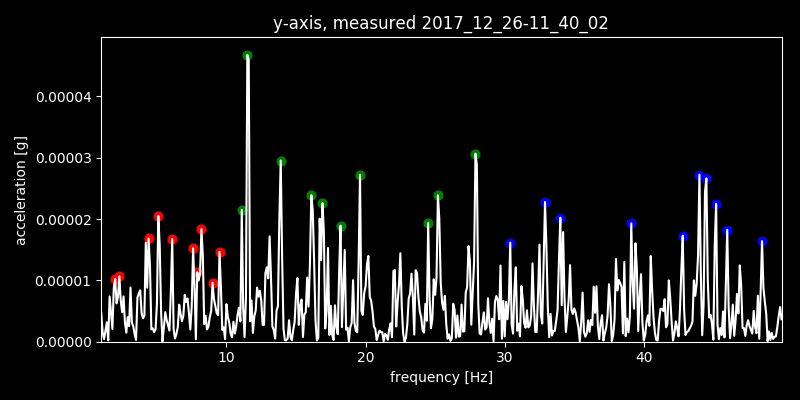 y-axis, measured 2017_12_26-11_40_02
0.00004
0.00003
0.00002
0.00001
0.00000
acceleration [g]
10 20 30 40
frequency [Hz]